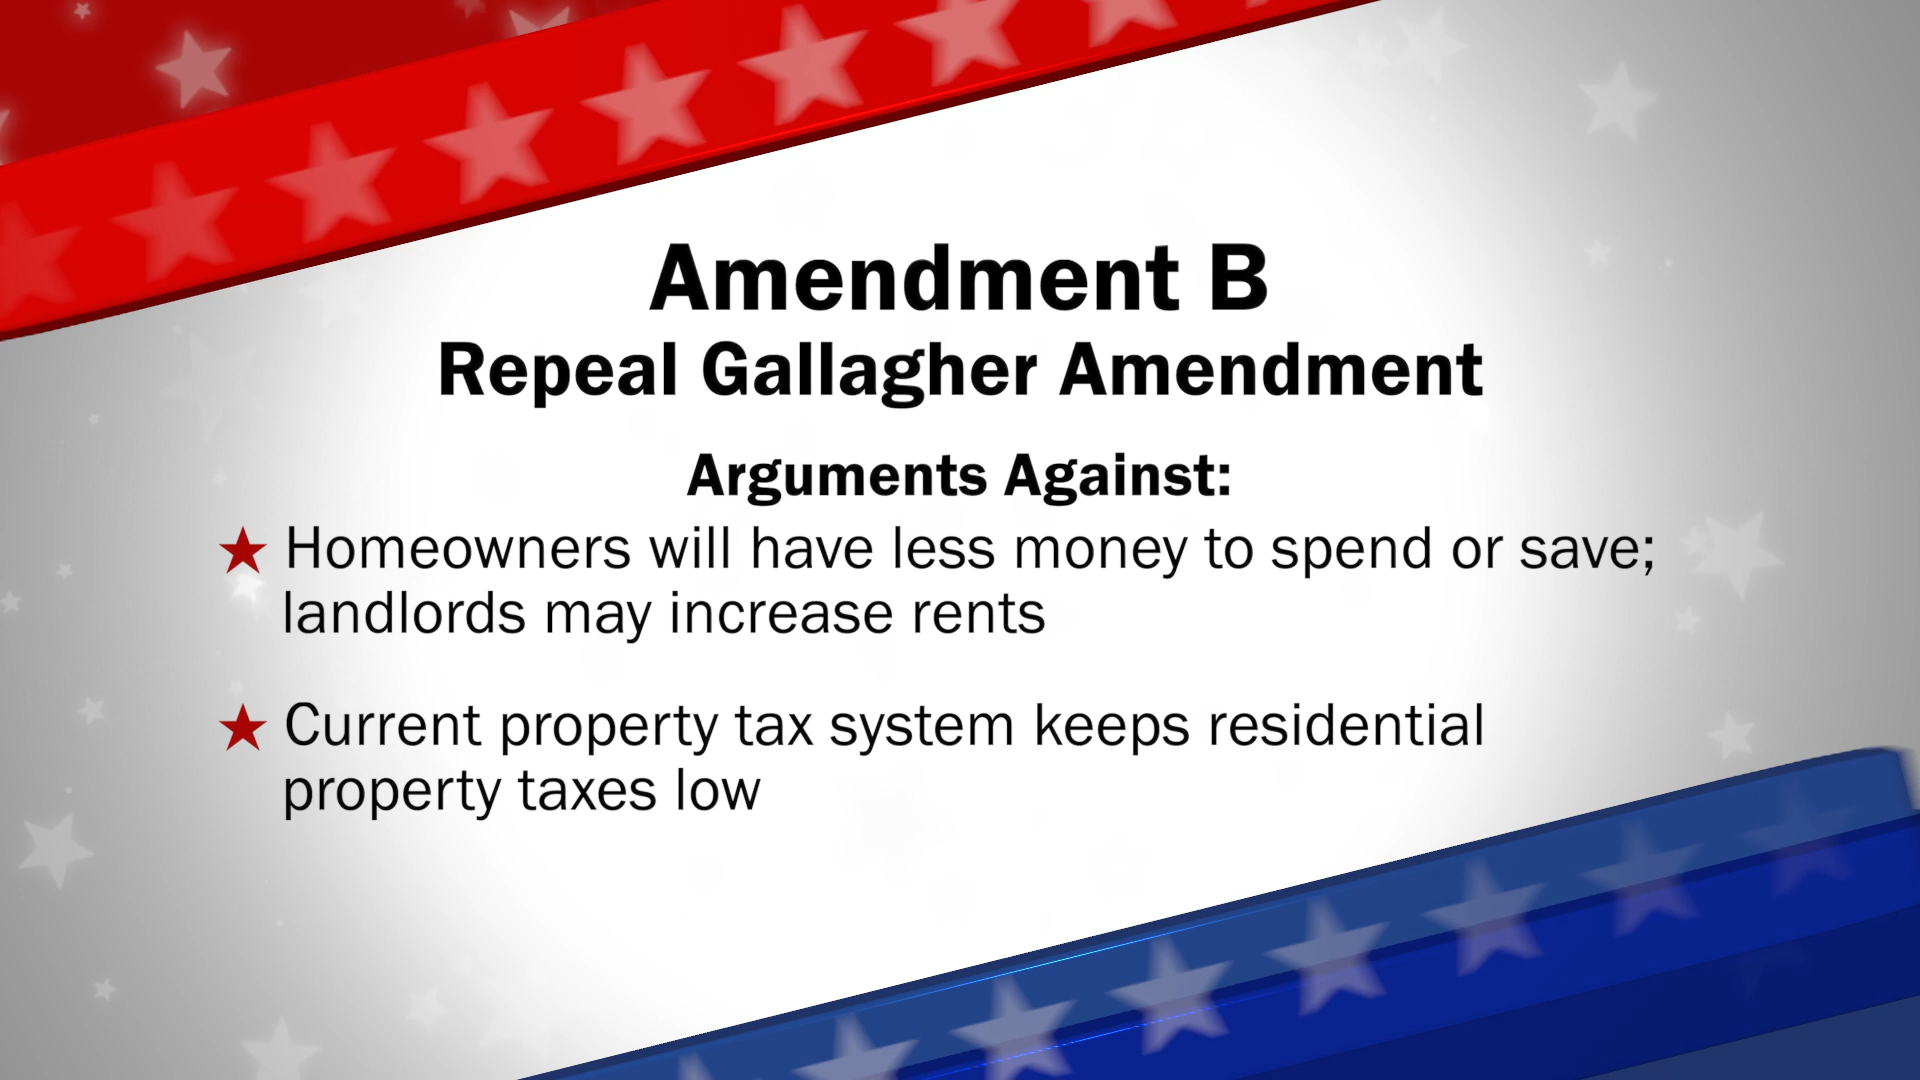 Amendment B
Repeal Gallagher Amendment
Arguments Against:
Homeowners will have less money to spend or save;
landlords may increase rents
Current property tax system keeps residential
property taxes low